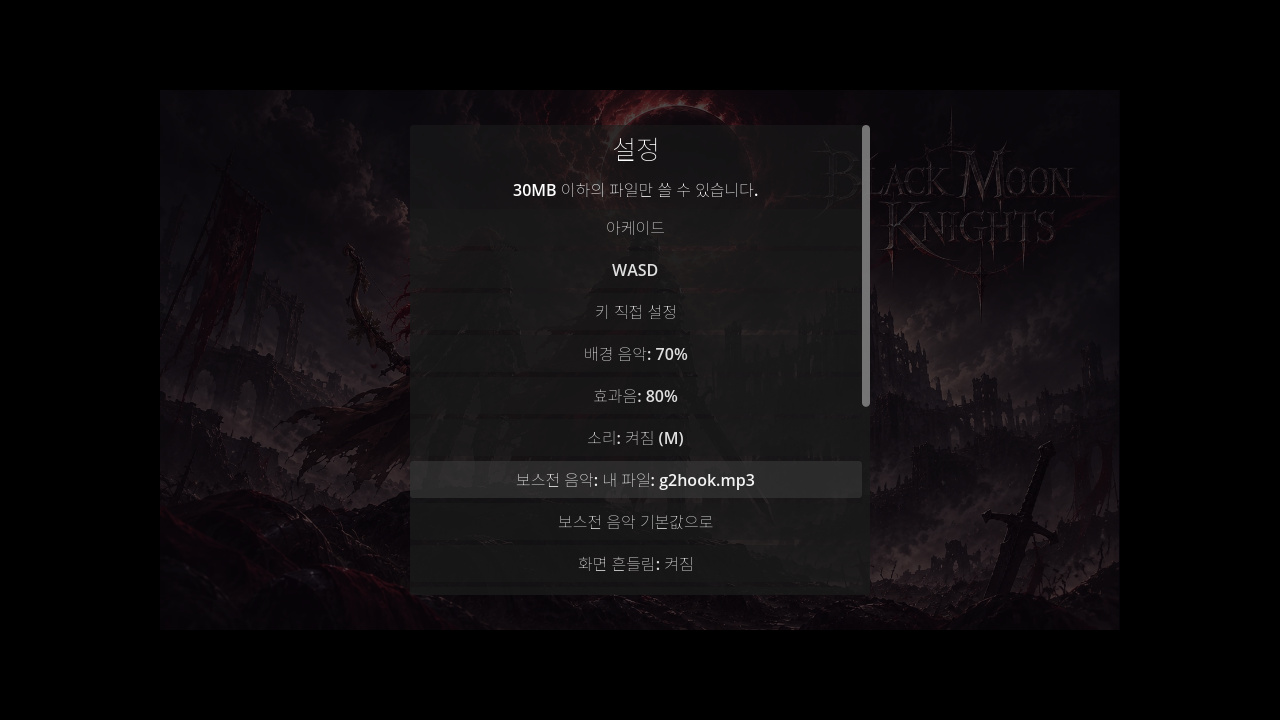 설정
30MB 이하의 파일만 쓸 수 있습니다.
아케이드
WASD
키 직접 설정
배경 음악: 70%
효과음: 80%
소리: 켜짐 (M)
보스전 음악: 내 파일: g2hook.mp3
보스전 음악 기본값으로
화면 흔들림: 켜짐
BLACK MOON
KNIGHTS